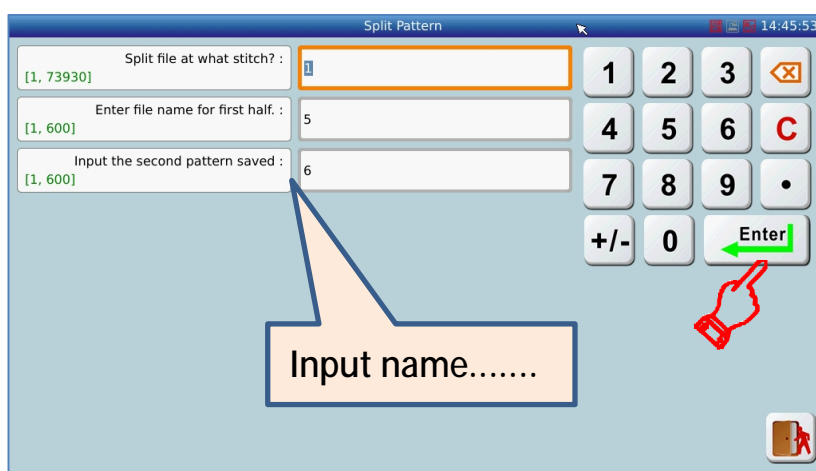 Split Pattern
14:45:53
Split file at what stitch? :
[1, 73930]
1
Enter file name for first half. :
[1, 600]
5
Input the second pattern saved :
[1, 600]
6
1 2 3
4 5 6 C
7 8 9 •
+/- 0 Enter
Input name.......